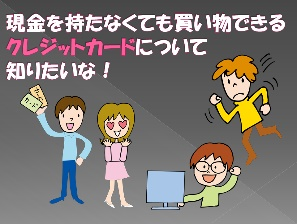 現金を持たなくても買い物できる
クレジットカードについて
知りたいな！